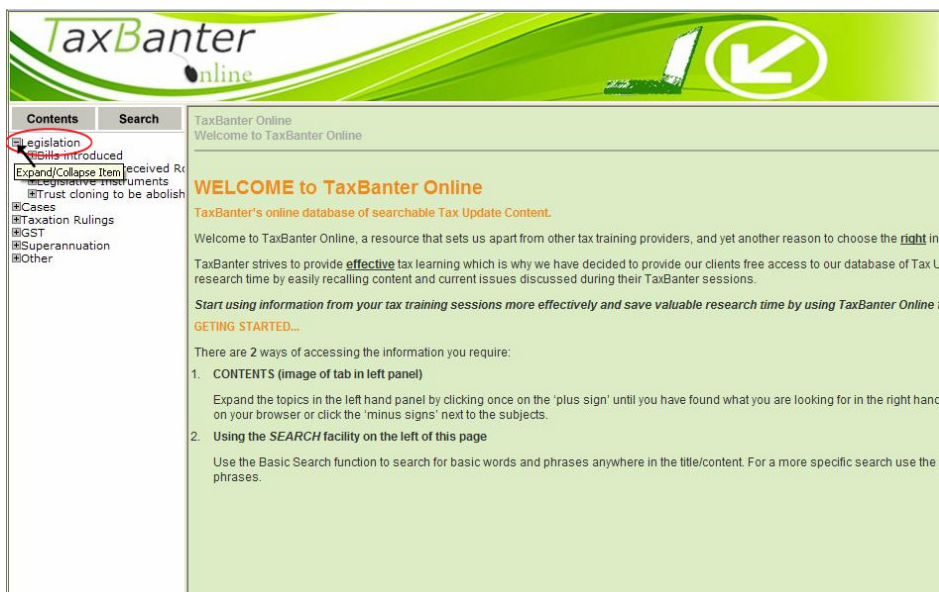 TaxBanter
Online
Contents Search
Legislation
Bills introduced
Expand/Collapse Item eceived Ro
Legislative Instruments
Trust cloning to be abolish
Cases
Taxation Rulings
GST
Superannuation
Other
TaxBanter Online
Welcome to TaxBanter Online
WELCOME to TaxBanter Online
TaxBanter's online database of searchable Tax Update Content.
Welcome to TaxBanter Online, a resource that sets us apart from other tax training providers, and yet another reason to choose the right in
TaxBanter strives to provide effective tax learning which is why we have decided to provide our clients free access to our database of Tax U
research time by easily recalling content and current issues discussed during their TaxBanter sessions.
Start using information from your tax training sessions more effectively and save valuable research time by using TaxBanter Online
GETING STARTED...
There are 2 ways of accessing the information you require:
1. CONTENTS (image of tab in left panel)
Expand the topics in the left hand panel by clicking once on the 'plus sign' until you have found what you are looking for in the right hand
on your browser or click the 'minus signs' next to the subjects.
2. Using the SEARCH facility on the left of this page
Use the Basic Search function to search for basic words and phrases anywhere in the title/content. For a more specific search use the
phrases.